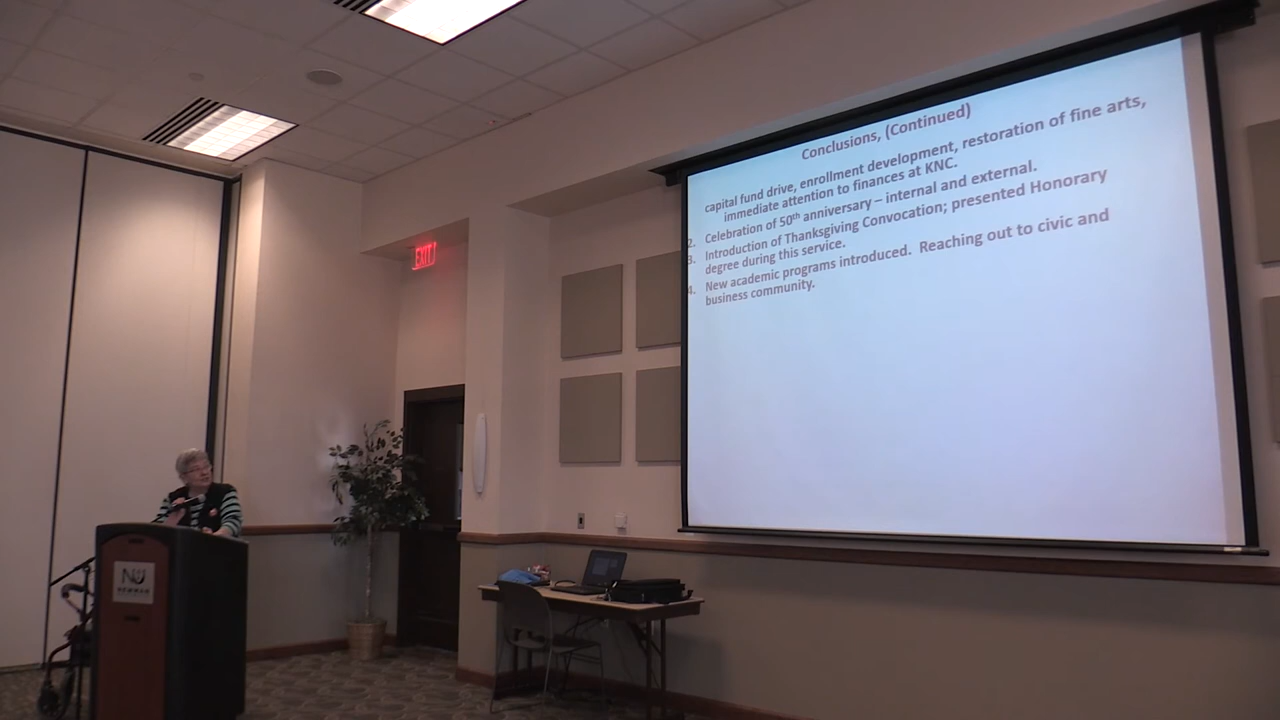 Conclusions, (Continued)
capital fund drive, enrollment development, restoration of fine arts,
immediate attention to finances at KNC.
2. Celebration of 50th anniversary – internal and external.
3. Introduction of Thanksgiving Convocation; presented Honorary
degree during this service.
4. New academic programs introduced. Reaching out to civic and
business community.
EXIT
NU
NEWMAN